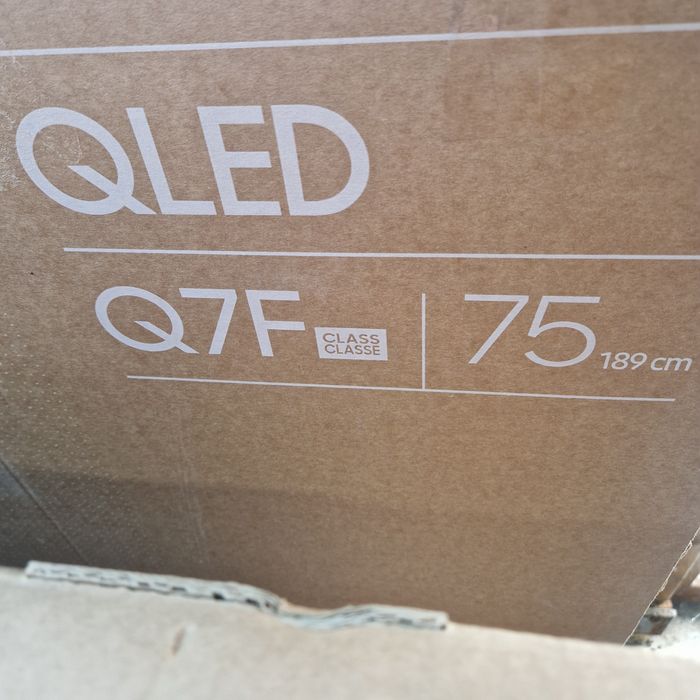 QLED
Q7F CLASS CLASSE 75 189 cm